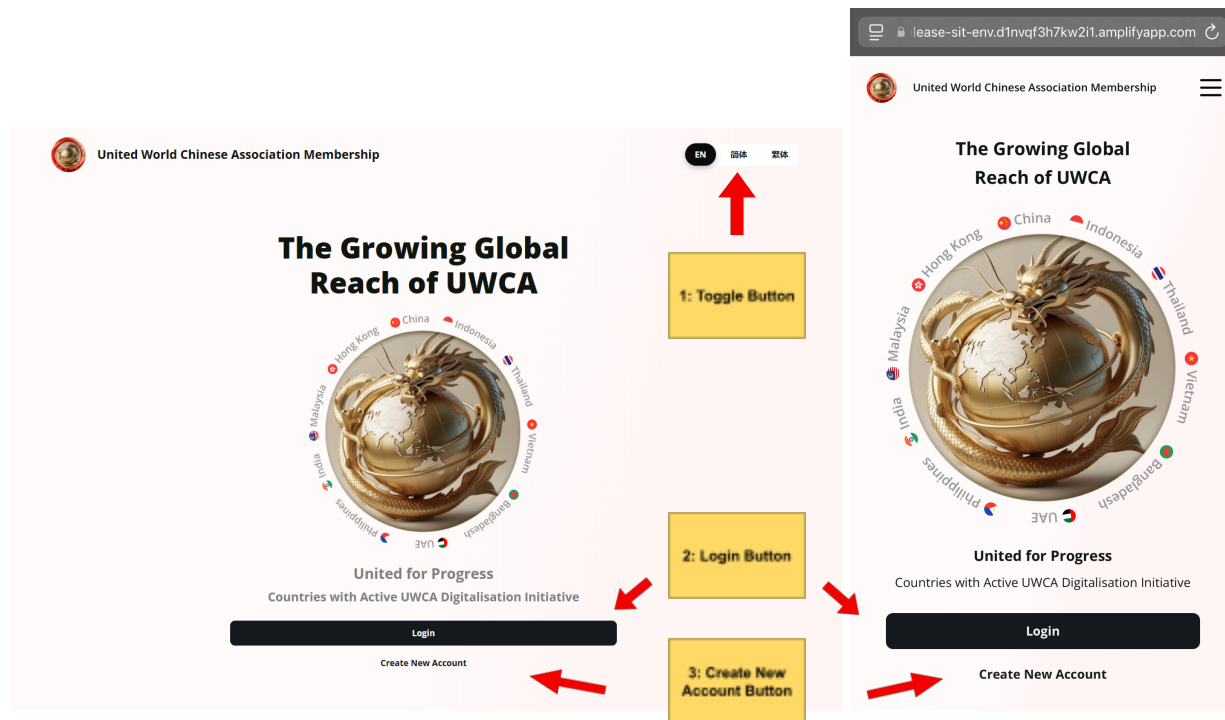 United World Chinese Association Membership
EN 简体 繁体
The Growing Global
Reach of UWCA
China
Indonesia
Thailand
Vietnam
Bangladesh
UAE
Philippines
India
Malaysia
Hong Kong
United for Progress
Countries with Active UWCA Digitalisation Initiative
Login
Create New Account
1: Toggle Button
2: Login Button
3: Create New
Account Button
lease-sit-env.d1nvqf3h7kw2i1.amplifyapp.com
United World Chinese Association Membership
The Growing Global
Reach of UWCA
China
Indonesia
Thailand
Vietnam
Bangladesh
UAE
Philippines
India
Malaysia
Hong Kong
United for Progress
Countries with Active UWCA Digitalisation Initiative
Login
Create New Account